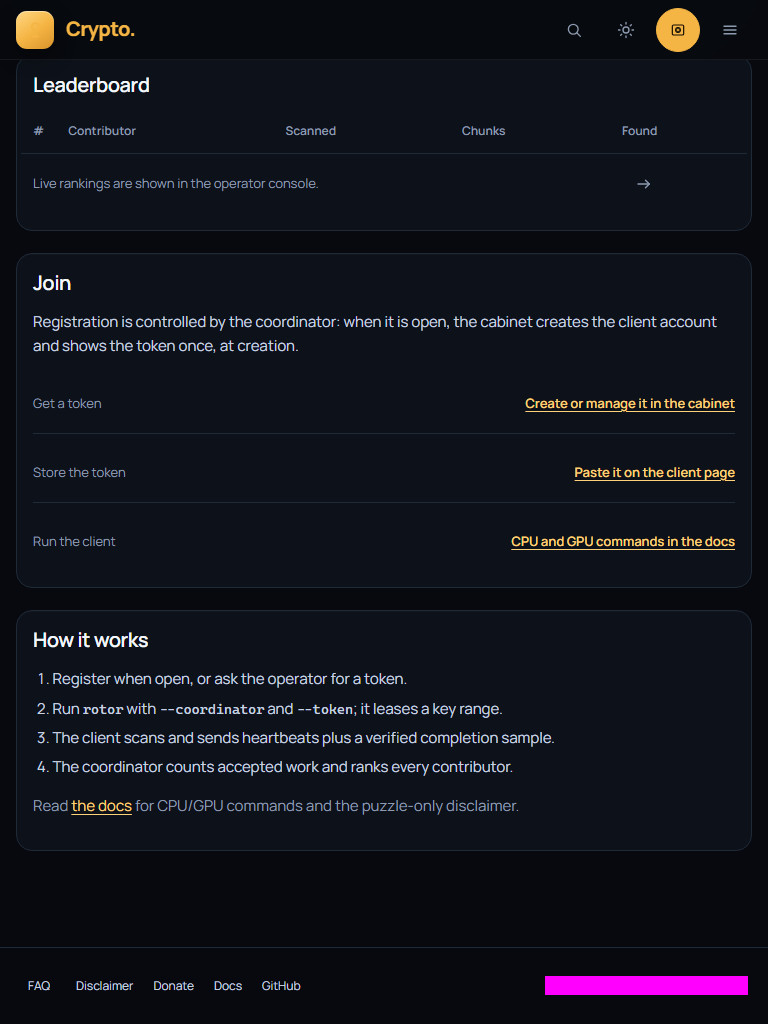 Crypto.
Leaderboard
# Contributor Scanned Chunks Found
Live rankings are shown in the operator console. →
Join
Registration is controlled by the coordinator: when it is open, the cabinet creates the client account
and shows the token once, at creation.
Get a token Create or manage it in the cabinet
Store the token Paste it on the client page
Run the client CPU and GPU commands in the docs
How it works
1. Register when open, or ask the operator for a token.
2. Run rotor with --coordinator and --token; it leases a key range.
3. The client scans and sends heartbeats plus a verified completion sample.
4. The coordinator counts accepted work and ranks every contributor.
Read the docs for CPU/GPU commands and the puzzle-only disclaimer.
FAQ Disclaimer Donate Docs GitHub